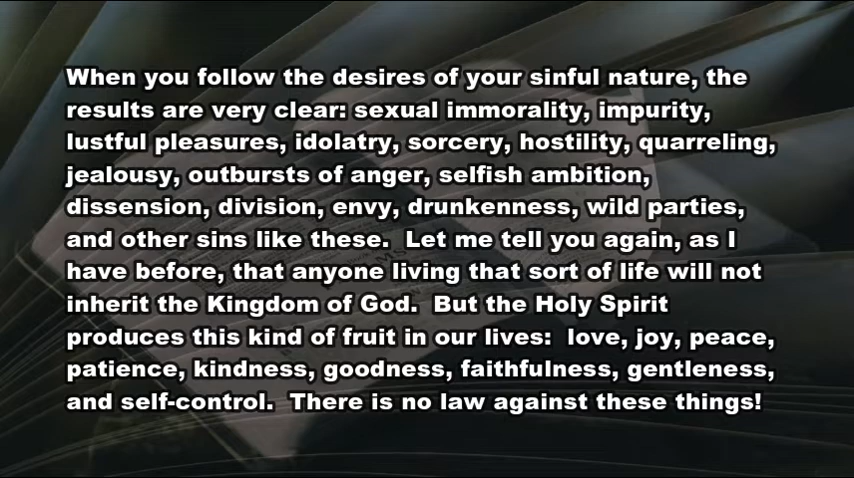 When you follow the desires of your sinful nature, the
results are very clear: sexual immorality, impurity,
lustful pleasures, idolatry, sorcery, hostility, quarreling,
jealousy, outbursts of anger, selfish ambition,
dissension, division, envy, drunkenness, wild parties,
and other sins like these.  Let me tell you again, as I
have before, that anyone living that sort of life will not
inherit the Kingdom of God.  But the Holy Spirit
produces this kind of fruit in our lives:  love, joy, peace,
patience, kindness, goodness, faithfulness, gentleness,
and self-control.  There is no law against these things!